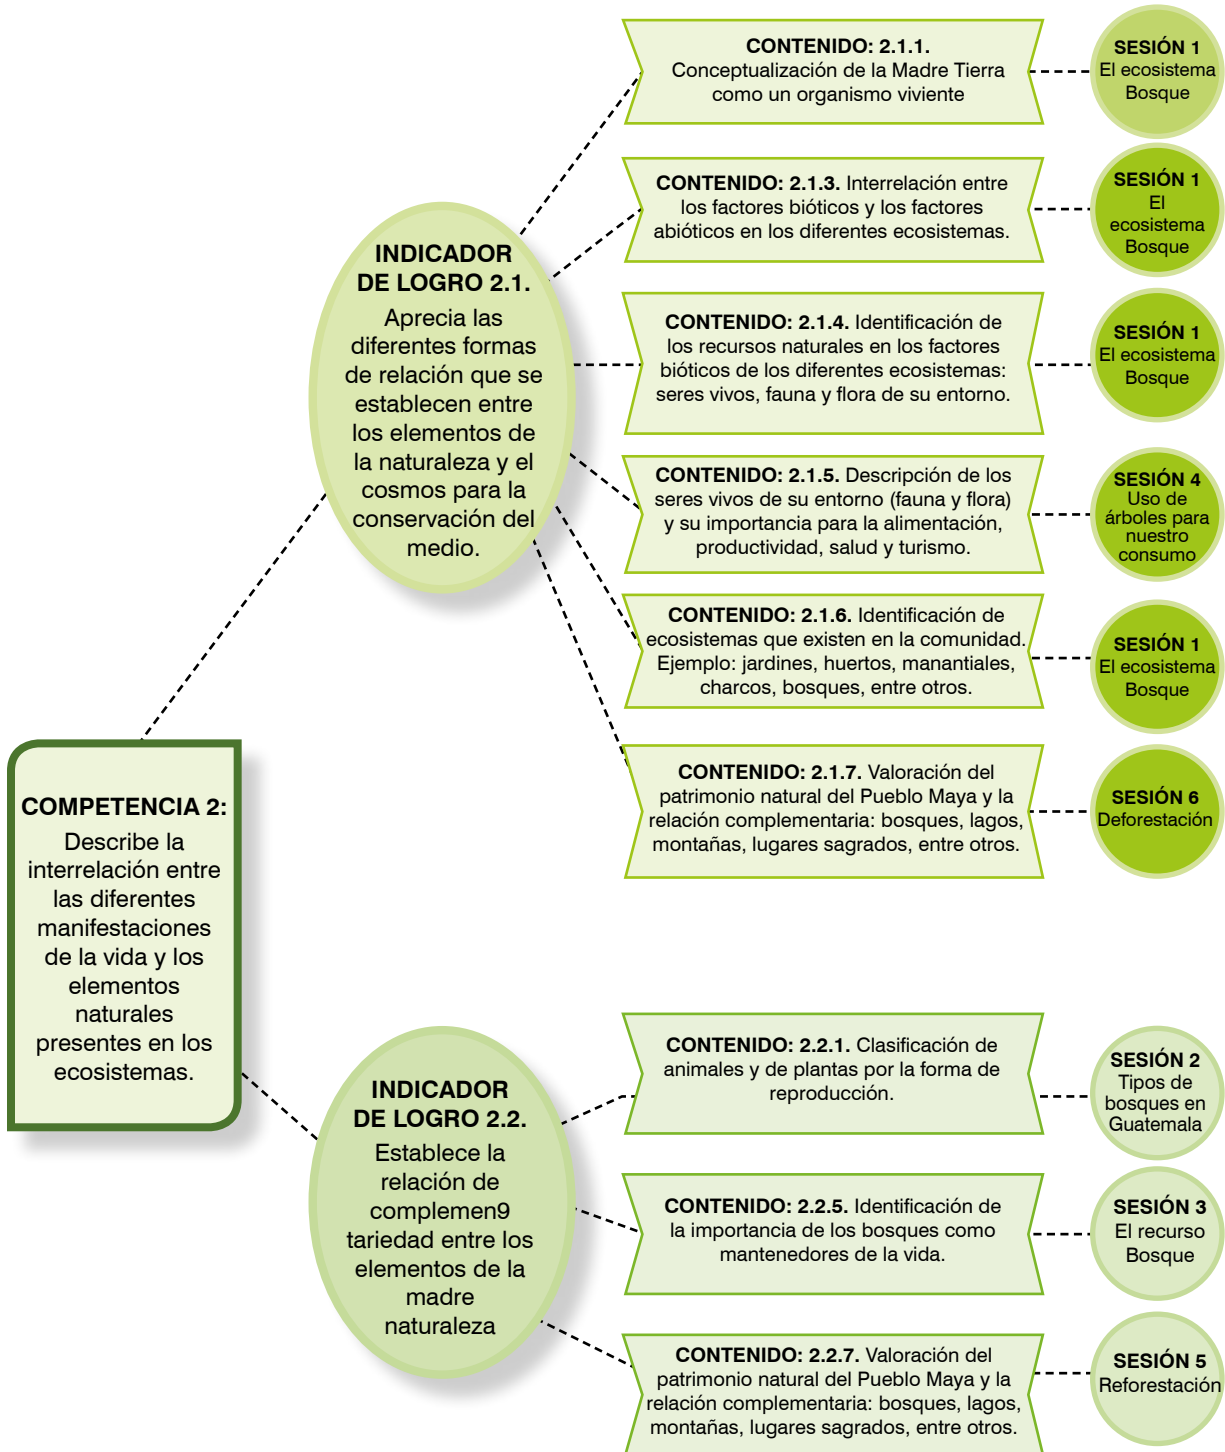 CONTENIDO: 2.1.1.
Conceptualización de la Madre Tierra
como un organismo viviente
SESIÓN 1
El ecosistema
Bosque
CONTENIDO: 2.1.3. Interrelación entre
los factores bióticos y los factores
abióticos en los diferentes ecosistemas.
SESIÓN 1
El
ecosistema
Bosque
INDICADOR
DE LOGRO 2.1.
Aprecia las
diferentes formas
de relación que se
establecen entre
los elementos de
la naturaleza y el
cosmos para la
conservación del
medio.
CONTENIDO: 2.1.4. Identificación de
los recursos naturales en los factores
bióticos de los diferentes ecosistemas:
seres vivos, fauna y flora de su entorno.
SESIÓN 1
El ecosistema
Bosque
CONTENIDO: 2.1.5. Descripción de los
seres vivos de su entorno (fauna y flora)
y su importancia para la alimentación,
productividad, salud y turismo.
SESIÓN 4
Uso de
árboles para
nuestro
consumo
CONTENIDO: 2.1.6. Identificación de
ecosistemas que existen en la comunidad.
Ejemplo: jardines, huertos, manantiales,
charcos, bosques, entre otros.
SESIÓN 1
El ecosistema
Bosque
CONTENIDO: 2.1.7. Valoración del
patrimonio natural del Pueblo Maya y la
relación complementaria: bosques, lagos,
montañas, lugares sagrados, entre otros.
SESIÓN 6
Deforestación
COMPETENCIA 2:
Describe la
interrelación entre
las diferentes
manifestaciones
de la vida y los
elementos
naturales
presentes en los
ecosistemas.
INDICADOR
DE LOGRO 2.2.
Establece la
relación de
complemen9
tariedad entre los
elementos de la
madre
naturaleza
CONTENIDO: 2.2.1. Clasificación de
animales y de plantas por la forma de
reproducción.
SESIÓN 2
Tipos de
bosques en
Guatemala
CONTENIDO: 2.2.5. Identificación de
la importancia de los bosques como
mantenedores de la vida.
SESIÓN 3
El recurso
Bosque
CONTENIDO: 2.2.7. Valoración del
patrimonio natural del Pueblo Maya y la
relación complementaria: bosques, lagos,
montañas, lugares sagrados, entre otros.
SESIÓN 5
Reforestación